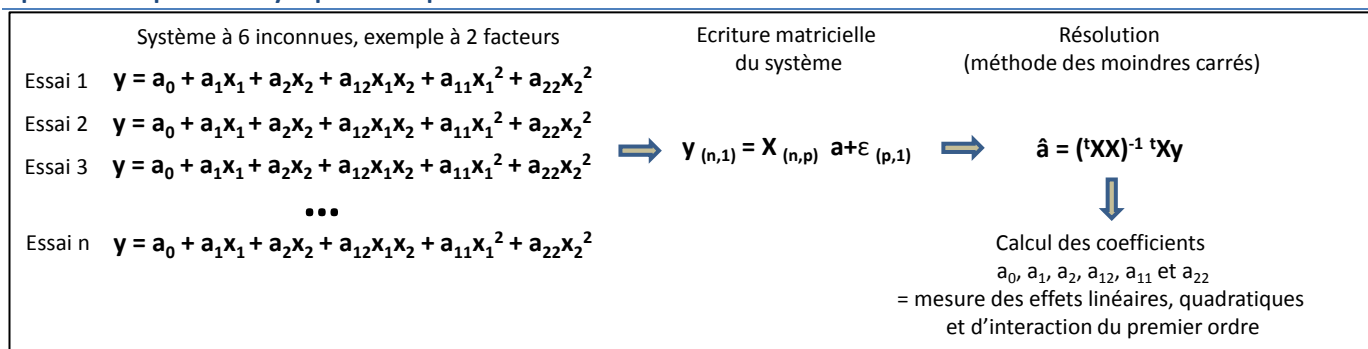 Système à 6 inconnues, exemple à 2 facteurs
Essai 1 y = a₀ + a₁x₁ + a₂x₂ + a₁₂x₁x₂ + a₁₁x₁² + a₂₂x₂²
Essai 2 y = a₀ + a₁x₁ + a₂x₂ + a₁₂x₁x₂ + a₁₁x₁² + a₂₂x₂²
Essai 3 y = a₀ + a₁x₁ + a₂x₂ + a₁₂x₁x₂ + a₁₁x₁² + a₂₂x₂²
...
Essai n y = a₀ + a₁x₁ + a₂x₂ + a₁₂x₁x₂ + a₁₁x₁² + a₂₂x₂²
Ecriture matricielle
du système
y (n,1) = X (n,p) a+ε (p,1)
Résolution
(méthode des moindres carrés)
â = (ᵗXX)⁻¹ ᵗXy
Calcul des coefficients
a₀, a₁, a₂, a₁₂, a₁₁ et a₂₂
= mesure des effets linéaires, quadratiques
et d’interaction du premier ordre